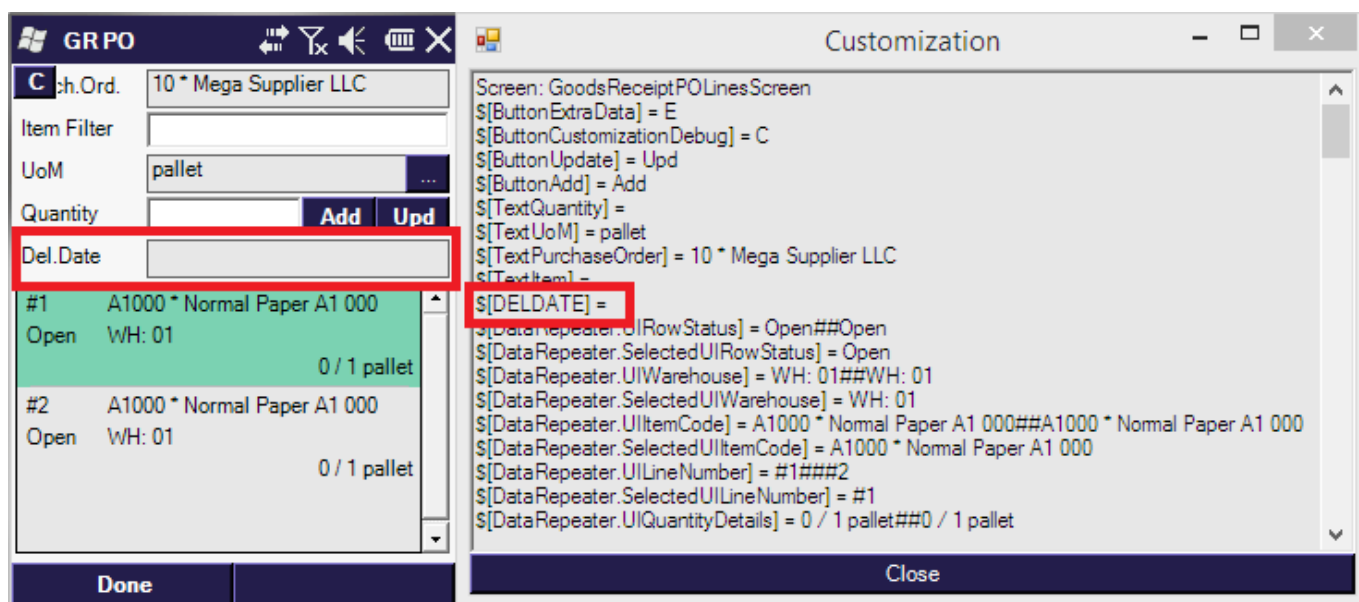 GR PO
C ch.Ord. 10 * Mega Supplier LLC
Item Filter
UoM pallet ...
Quantity Add Upd
Del.Date
#1 A1000 * Normal Paper A1 000
Open WH: 01
0 / 1 pallet
#2 A1000 * Normal Paper A1 000
Open WH: 01
0 / 1 pallet
Done
Customization
Screen: GoodsReceiptPOLinesScreen
$[ButtonExtraData] = E
$[ButtonCustomizationDebug] = C
$[ButtonUpdate] = Upd
$[ButtonAdd] = Add
$[TextQuantity] =
$[TextUoM] = pallet
$[TextPurchaseOrder] = 10 * Mega Supplier LLC
$[TextItem] =
$[DELDATE] =
$[DataRepeater.UIRowStatus] = Open##Open
$[DataRepeater.SelectedUIRowStatus] = Open
$[DataRepeater.UIWarehouse] = WH: 01##WH: 01
$[DataRepeater.SelectedUIWarehouse] = WH: 01
$[DataRepeater.UIItemCode] = A1000 * Normal Paper A1 000##A1000 * Normal Paper A1 000
$[DataRepeater.SelectedUIItemCode] = A1000 * Normal Paper A1 000
$[DataRepeater.UILineNumber] = #1###2
$[DataRepeater.SelectedUILineNumber] = #1
$[DataRepeater.UIQuantityDetails] = 0 / 1 pallet##0 / 1 pallet
Close